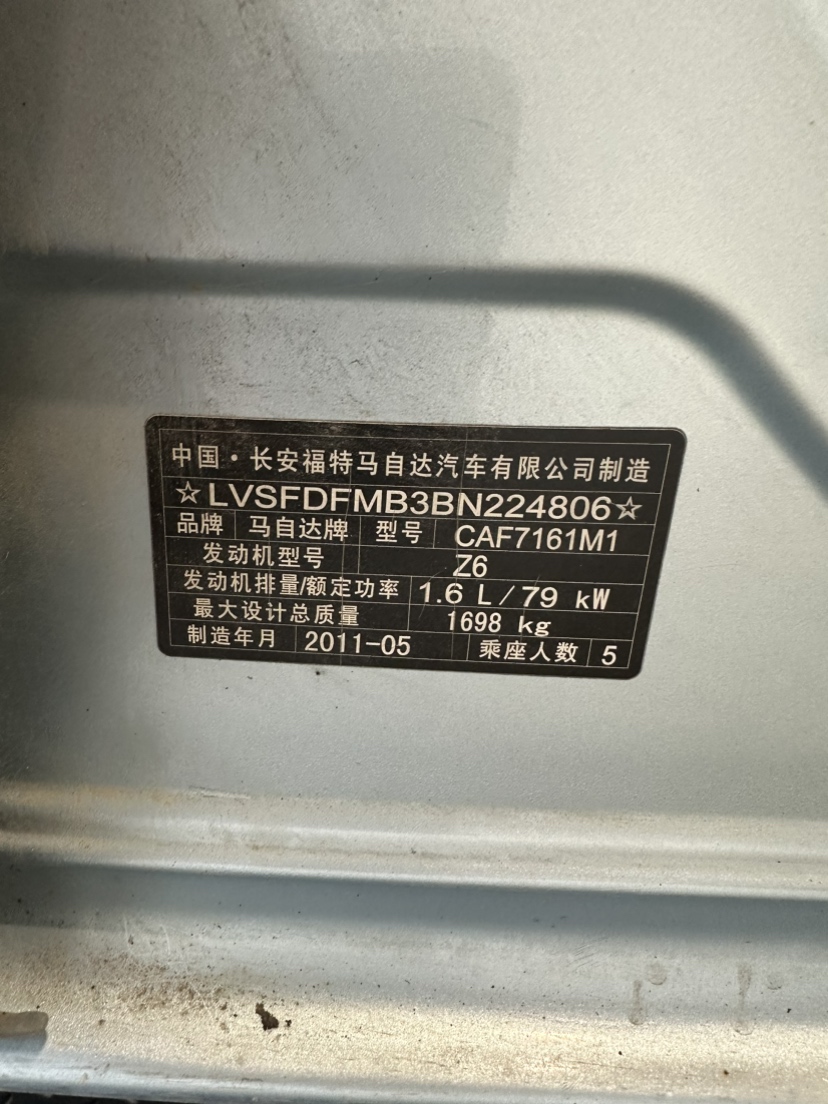 中国·长安福特马自达汽车有限公司制造
☆LVSFDFMB3BN224806☆
品牌 马自达牌 型号 CAF7161M1
发动机型号 Z6
发动机排量/额定功率 1.6 L/79 kW
最大设计总质量 1698 kg
制造年月 2011-05 乘座人数 5